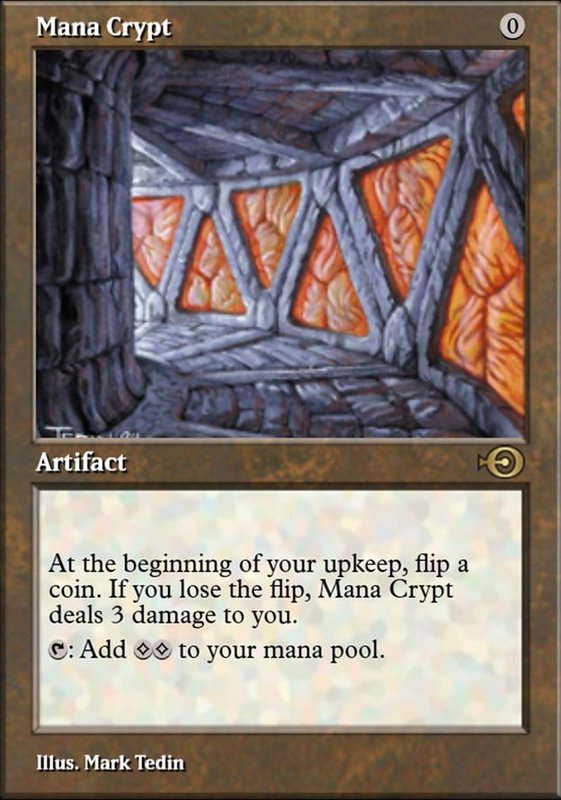 Mana Crypt 0
Artifact
At the beginning of your upkeep, flip a
coin. If you lose the flip, Mana Crypt
deals 3 damage to you.
: Add to your mana pool.
Illus. Mark Tedin